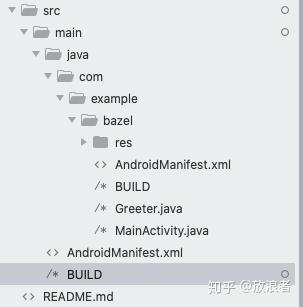 src
main
java
com
example
bazel
res
<> AndroidManifest.xml
/* BUILD
/* Greeter.java
/* MainActivity.java
<> AndroidManifest.xml
/* BUILD
<> README.md
知乎 @放浪者